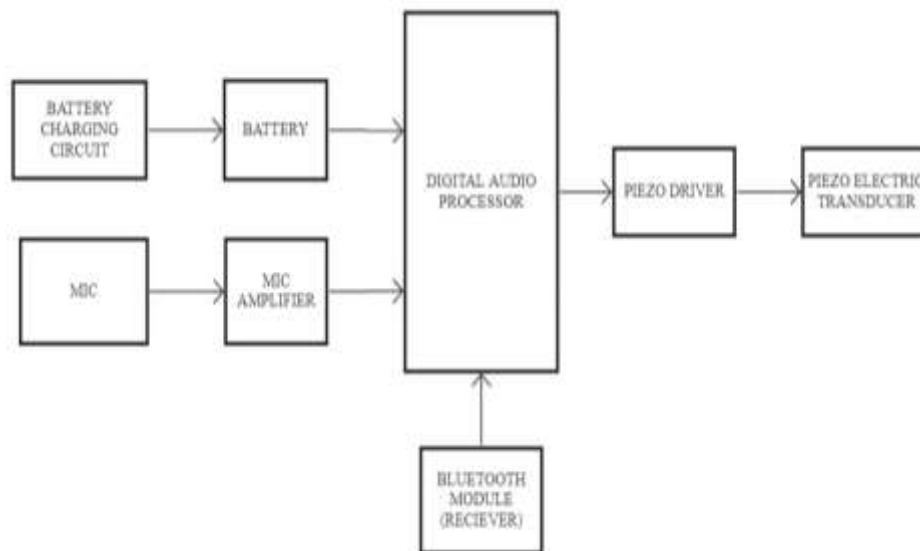 BATTERY
CHARGING
CIRCUIT
BATTERY
DIGITAL AUDIO
PROCESSOR
PIEZO DRIVER
PIEZO ELECTRIC
TRANSDUCER
MIC
MIC
AMPLIFIER
BLUETOOTH
MODULE
(RECIEVER)